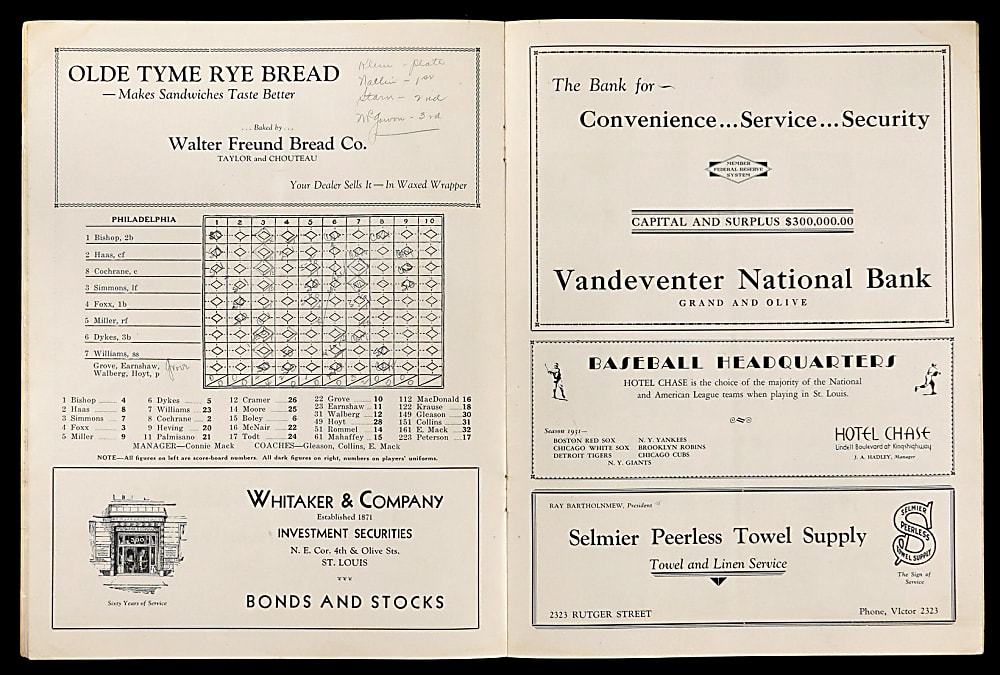 OLDE TYME RYE BREAD
—Makes Sandwiches Taste Better
Klem - plate
Nallin - 1st
Stark - 2nd
McGowan - 3rd
... Baked by ...
Walter Freund Bread Co.
TAYLOR and CHOUTEAU
Your Dealer Sells It—In Waxed Wrapper
PHILADELPHIA 1 2 3 4 5 6 7 8 9 10
1 Bishop, 2b
2 Haas, cf
8 Cochrane, c
3 Simmons, lf
4 Foxx, 1b
5 Miller, rf
6 Dykes, 3b
7 Williams, ss
Grove, Earnshaw,
Walberg, Hoyt, p Grove
1 Bishop 4 6 Dykes 5 12 Cramer 26 22 Grove 10 112 MacDonald 16
2 Haas 8 7 Williams 23 14 Moore 25 23 Earnshaw 11 122 Krause 18
3 Simmons 7 8 Cochrane 2 15 Boley 6 31 Walberg 12 149 Gleason 30
4 Foxx 3 9 Heving 20 16 McNair 22 49 Hoyt 28 151 Collins 31
5 Miller 9 11 Palmisano 21 17 Todt 24 51 Rommel 14 161 E. Mack 32
61 Mahaffey 15 223 Peterson 17
MANAGER—Connie Mack COACHES—Gleason, Collins, E. Mack
NOTE—All figures on left are score-board numbers. All dark figures on right, numbers on players' uniforms.
WHITAKER & COMPANY
Established 1871
INVESTMENT SECURITIES
N. E. Cor. 4th & Olive Sts.
ST. LOUIS
BONDS AND STOCKS
Sixty Years of Service
The Bank for
Convenience...Service...Security
MEMBER
FEDERAL RESERVE
SYSTEM
CAPITAL AND SURPLUS $300,000.00
Vandeventer National Bank
GRAND AND OLIVE
BASEBALL HEADQUARTERS
HOTEL CHASE is the choice of the majority of the National
and American League teams when playing in St. Louis.
Season 1931—
BOSTON RED SOX N. Y. YANKEES
CHICAGO WHITE SOX BROOKLYN ROBINS
DETROIT TIGERS CHICAGO CUBS
N. Y. GIANTS
HOTEL CHASE
Lindell Boulevard at Kingshighway
J. A. HADLEY, Manager
RAY BARTHOLNMEW, President
Selmier Peerless Towel Supply
Towel and Linen Service
SELMIER
PEERLESS
TOWEL SUPPLY
The Sign of
Service
2323 RUTGER STREET
Phone, VIctor 2323